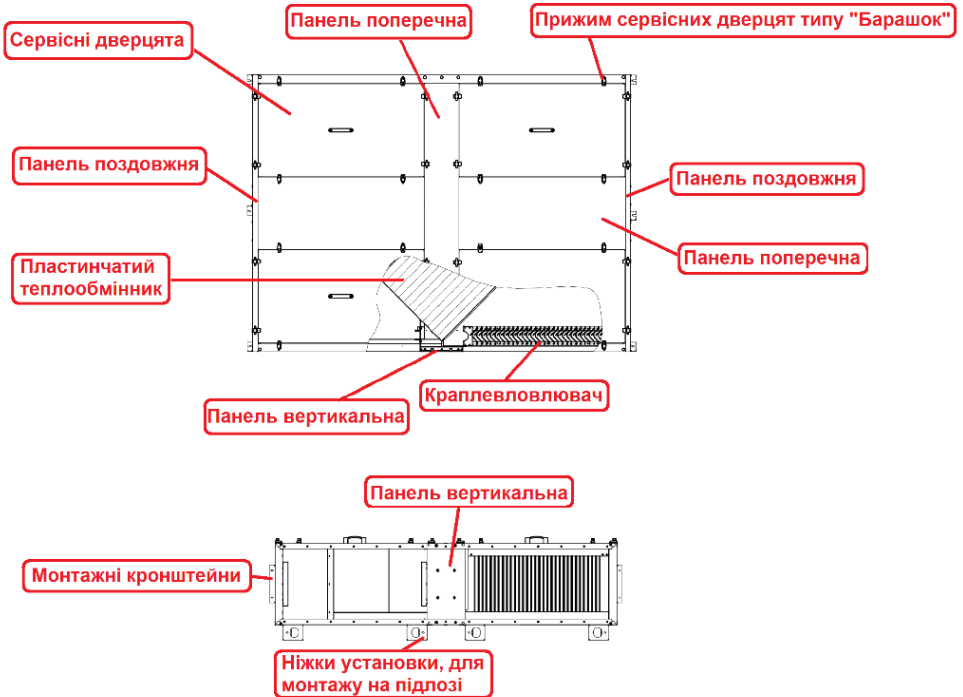 Панель поперечна
Прижим сервісних дверцят типу "Барашок"
Сервісні дверцята
Панель поздовжня
Панель поздовжня
Панель поперечна
Пластинчатий
теплообмінник
Краплевловлювач
Панель вертикальна
Панель вертикальна
Монтажні кронштейни
Ніжки установки, для
монтажу на підлозі